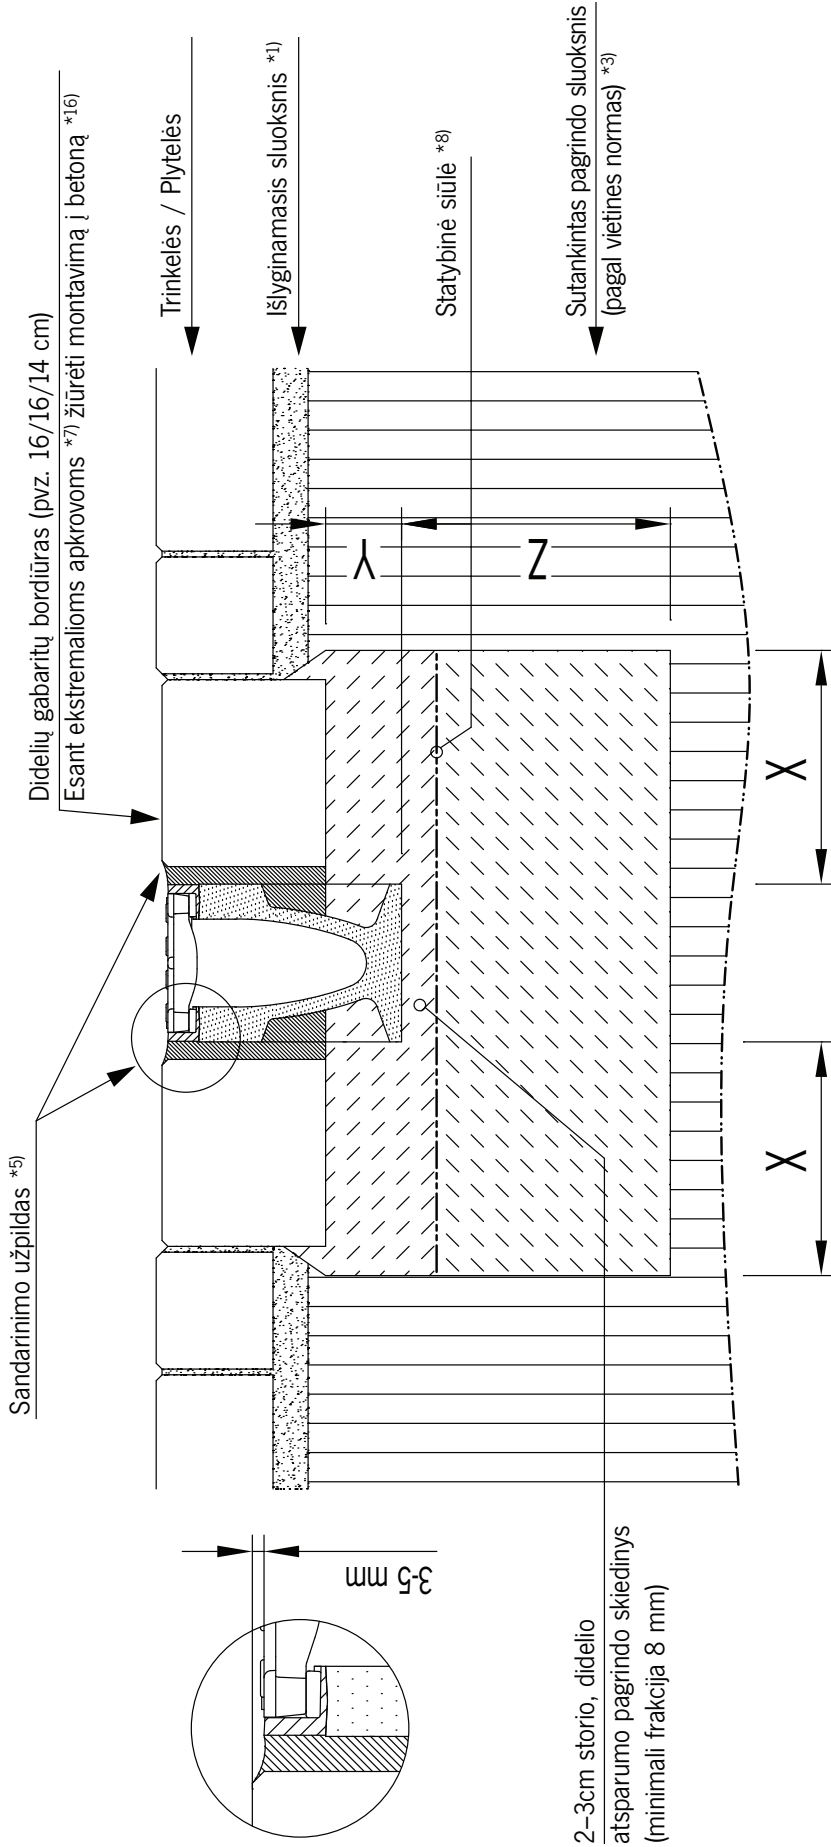 Sandarinimo užpildas *5)
Didelių gabaritų bordiūras (pvz. 16/16/14 cm)
Esant ekstremalioms apkrovoms *7) žiūrėti montavimą į betoną *16)
Trinkelės / Plytelės
Išlyginamasis sluoksnis *1)
Statybinė siūlė *8)
Sutankintas pagrindo sluoksnis
(pagal vietines normas) *3)
3-5 mm
2–3cm storio, didelio
atsparumo pagrindo skiedinys
(minimali frakcija 8 mm)
Y
Z
X
X